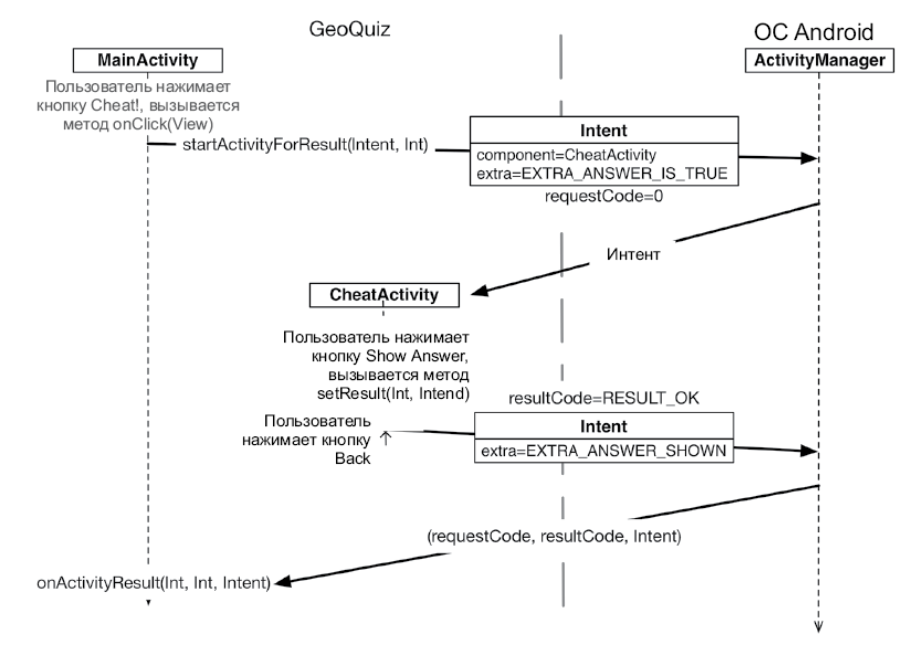 GeoQuiz
ОС Android
MainActivity
ActivityManager
Пользователь нажимает
кнопку Cheat!, вызывается
метод onClick(View)
startActivityForResult(Intent, Int)
Intent
component=CheatActivity
extra=EXTRA_ANSWER_IS_TRUE
requestCode=0
Интент
CheatActivity
Пользователь нажимает
кнопку Show Answer,
вызывается метод
setResult(Int, Intend)
resultCode=RESULT_OK
Пользователь
нажимает кнопку
Back
Intent
extra=EXTRA_ANSWER_SHOWN
(requestCode, resultCode, Intent)
onActivityResult(Int, Int, Intent)